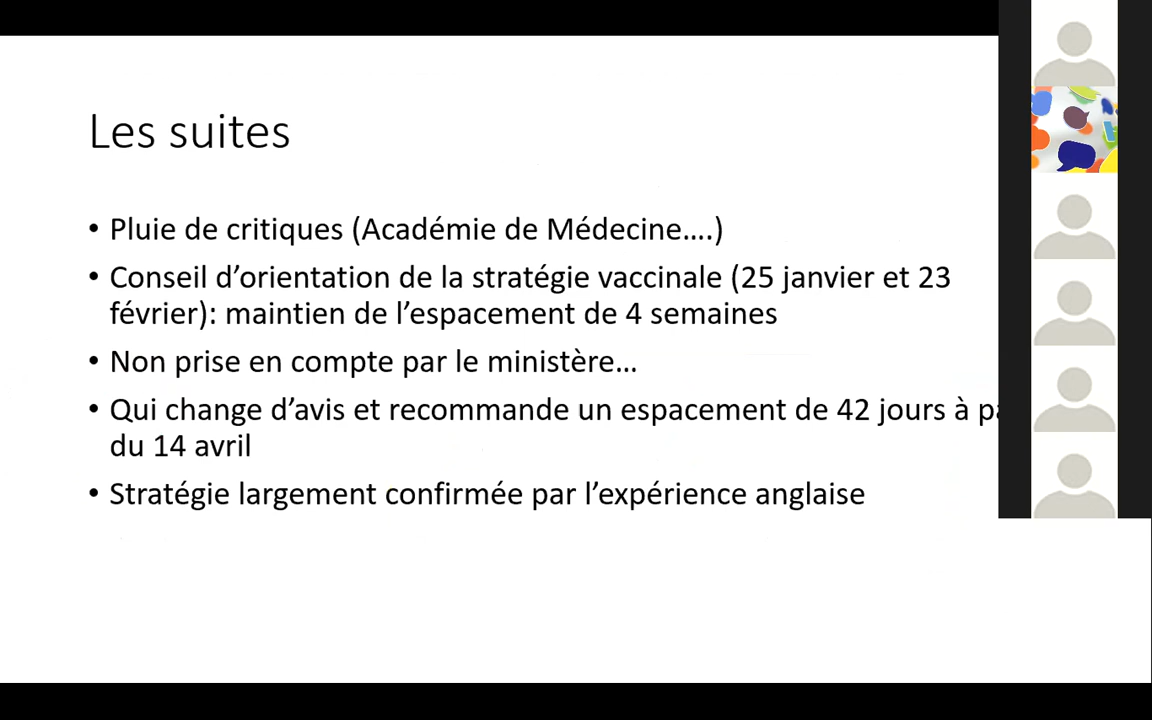 Les suites
• Pluie de critiques (Académie de Médecine….)
• Conseil d’orientation de la stratégie vaccinale (25 janvier et 23
février): maintien de l’espacement de 4 semaines
• Non prise en compte par le ministère…
• Qui change d’avis et recommande un espacement de 42 jours à
du 14 avril
• Stratégie largement confirmée par l’expérience anglaise